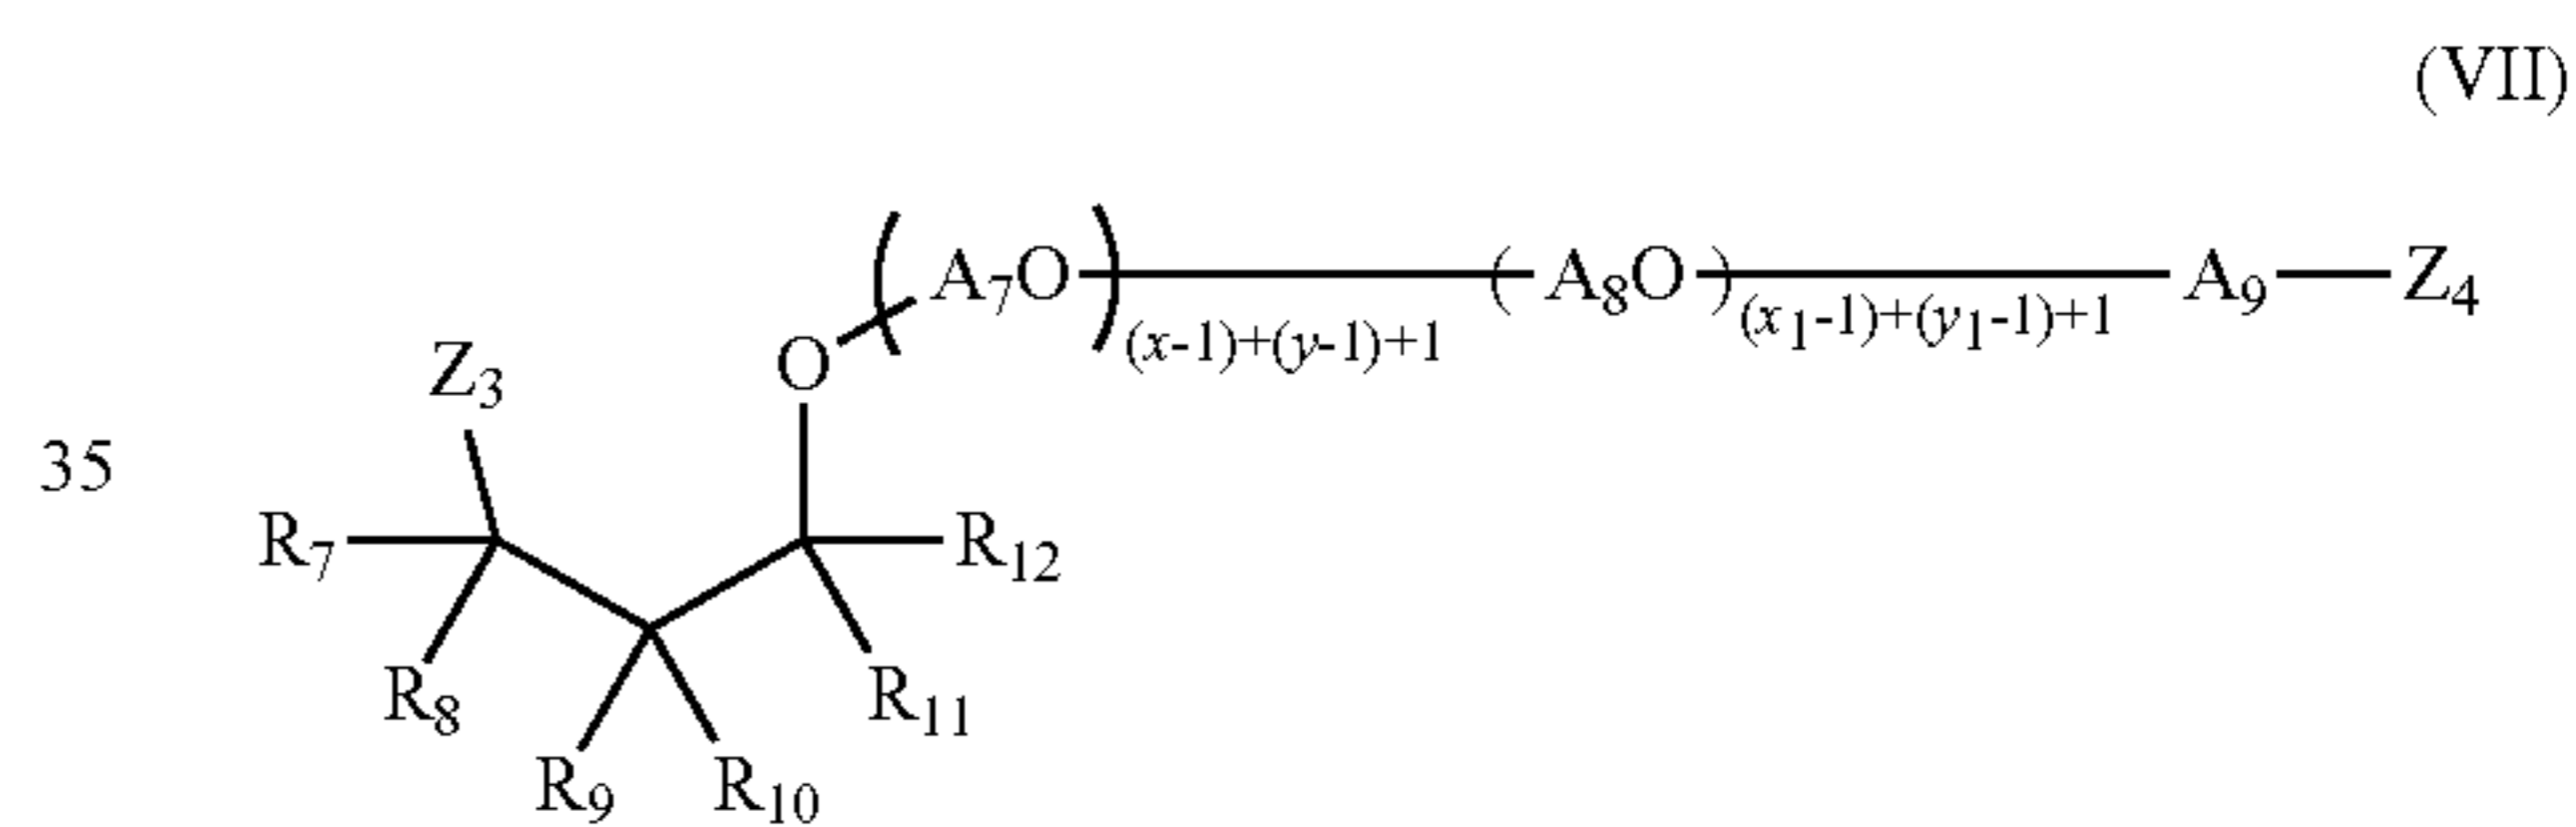 (VII)
(A₇O)(x-1)+(y-1)+1 (A₈O)(x₁-1)+(y₁-1)+1 A₉ Z₄
Z₃ O
35
R₇ R₁₂
R₈ R₁₁
R₉ R₁₀